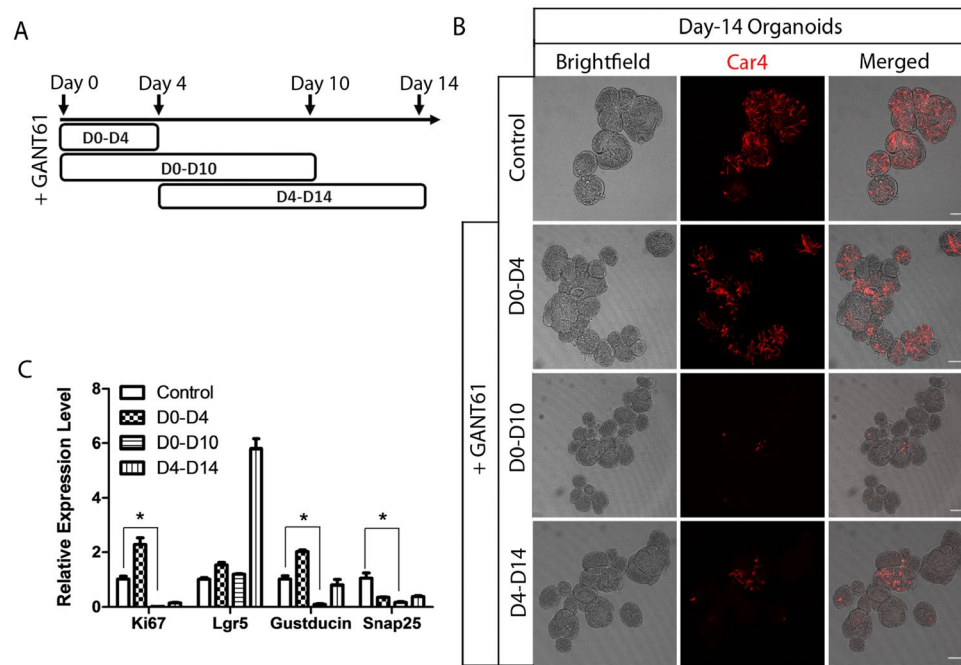 A
Day 0 Day 4 Day 10 Day 14
+ GANT61
D0-D4
D0-D10
D4-D14
B
Day-14 Organoids
Brightfield Car4 Merged
Control
+ GANT61
D0-D4
D0-D10
D4-D14
C
Relative Expression Level
8
6
4
2
0
Control
D0-D4
D0-D10
D4-D14
* * *
Ki67 Lgr5 Gustducin Snap25